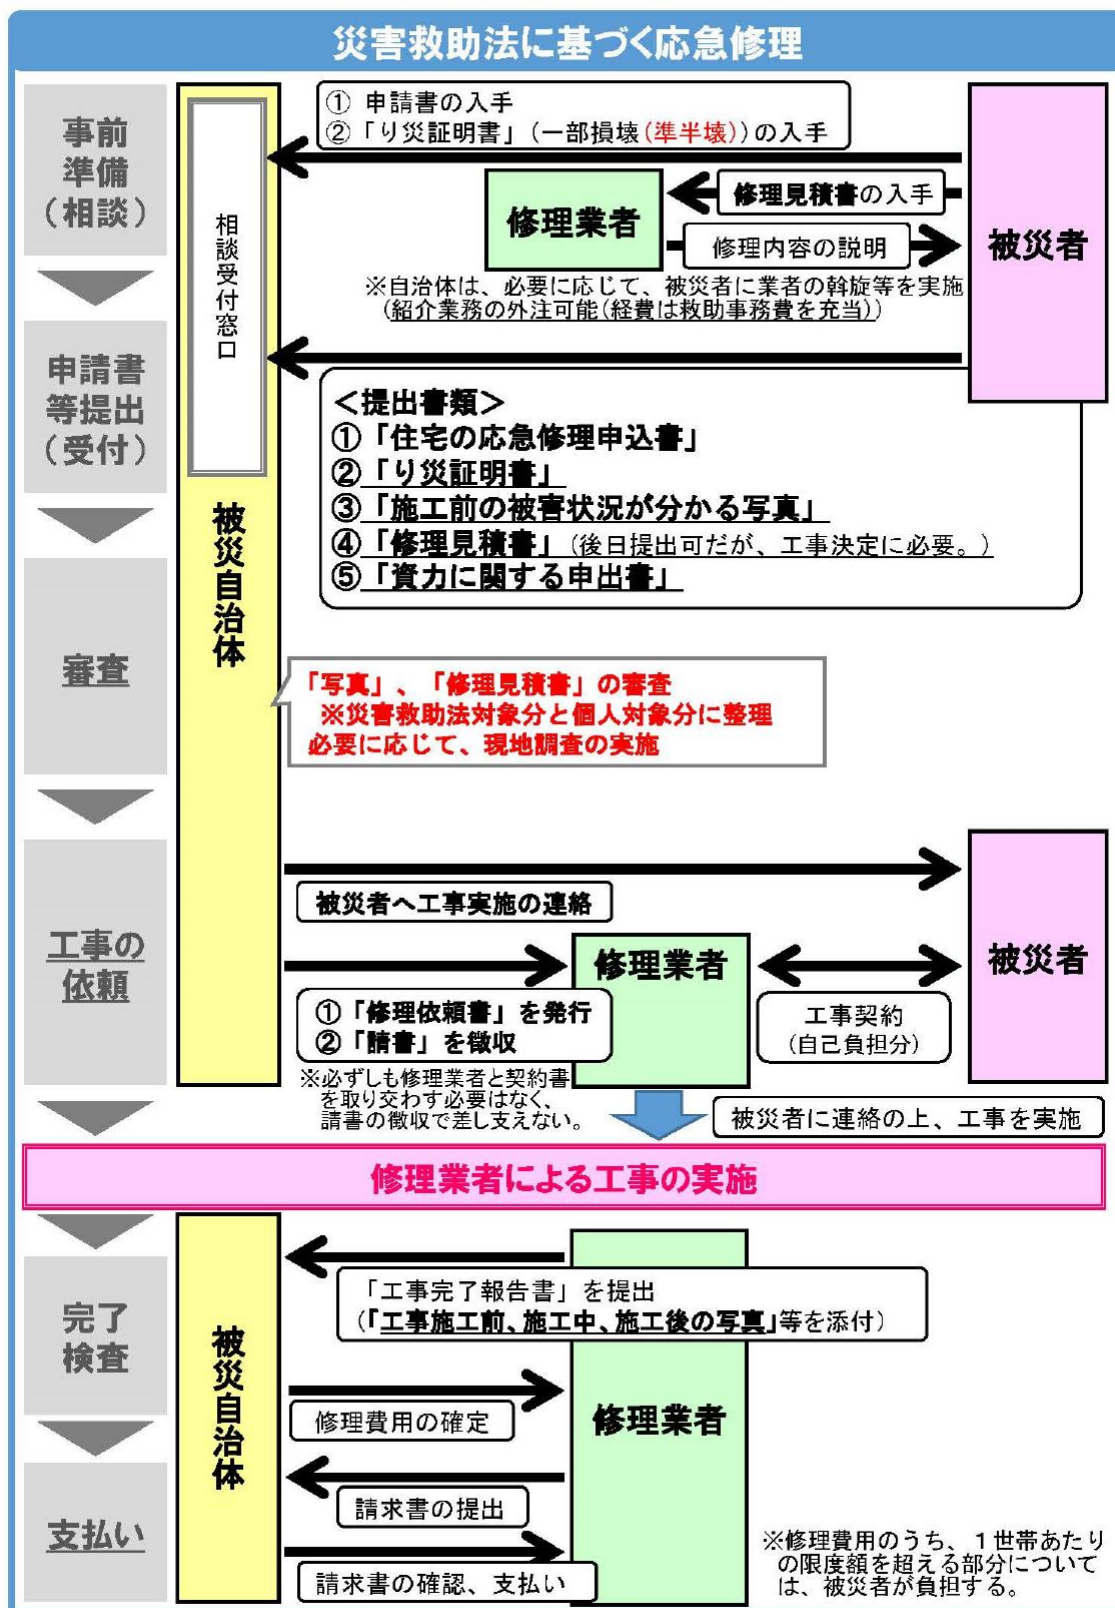 災害救助法に基づく応急修理
事前
準備
(相談)
① 申請書の入手
②「り災証明書」(一部損壊(準半壊))の入手
相談受付窓口
修理業者
修理見積書の入手
修理内容の説明
被災者
※自治体は、必要に応じて、被災者に業者の斡旋等を実施
(紹介業務の外注可能(経費は救助事務費を充当))
申請書
等提出
(受付)
<提出書類>
①「住宅の応急修理申込書」
②「り災証明書」
③「施工前の被害状況が分かる写真」
④「修理見積書」(後日提出可だが、工事決定に必要。)
⑤「資力に関する申出書」
被災自治体
審査
「写真」、「修理見積書」の審査
※災害救助法対象分と個人対象分に整理
必要に応じて、現地調査の実施
工事の
依頼
被災者へ工事実施の連絡
修理業者
被災者
①「修理依頼書」を発行
②「請書」を徴収
工事契約
(自己負担分)
※必ずしも修理業者と契約書
を取り交わす必要はなく、
請書の徴収で差し支えない。
被災者に連絡の上、工事を実施
修理業者による工事の実施
完了
検査
被災自治体
「工事完了報告書」を提出
(「工事施工前、施工中、施工後の写真」等を添付)
修理費用の確定
修理業者
支払い
請求書の提出
請求書の確認、支払い
※修理費用のうち、1世帯あたり
の限度額を超える部分について
は、被災者が負担する。